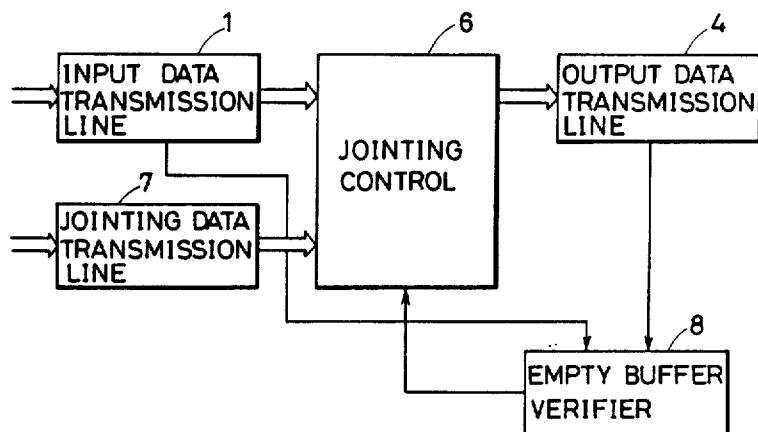 1
6
4
INPUT DATA
TRANSMISSION
LINE
OUTPUT DATA
TRANSMISSION
LINE
JOINTING
CONTROL
7
JOINTING DATA
TRANSMISSION
LINE
8
EMPTY BUFFER
VERIFIER